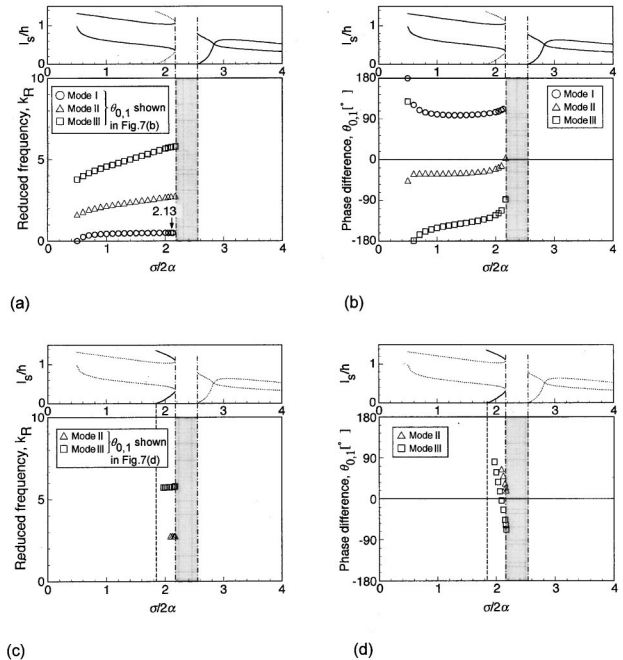 1
0
l_s/h
10
5
0
Reduced frequency, k_R
○ Mode I
△ Mode II
□ Mode III
θ_0,1 shown
in Fig.7(b)
2.13
0 1 2 3 4
σ/2α
(a)
1
0
l_s/h
180
90
0
-90
-180
Phase difference, θ_0,1[°]
○ Mode I
△ Mode II
□ Mode III
0 1 2 3 4
σ/2α
(b)
1
0
l_s/h
10
5
0
Reduced frequency, k_R
△ Mode II
□ Mode III
θ_0,1 shown
in Fig.7(d)
0 1 2 3 4
σ/2α
(c)
1
0
l_s/h
180
90
0
-90
-180
Phase difference, θ_0,1[°]
△ Mode II
□ Mode III
0 1 2 3 4
σ/2α
(d)